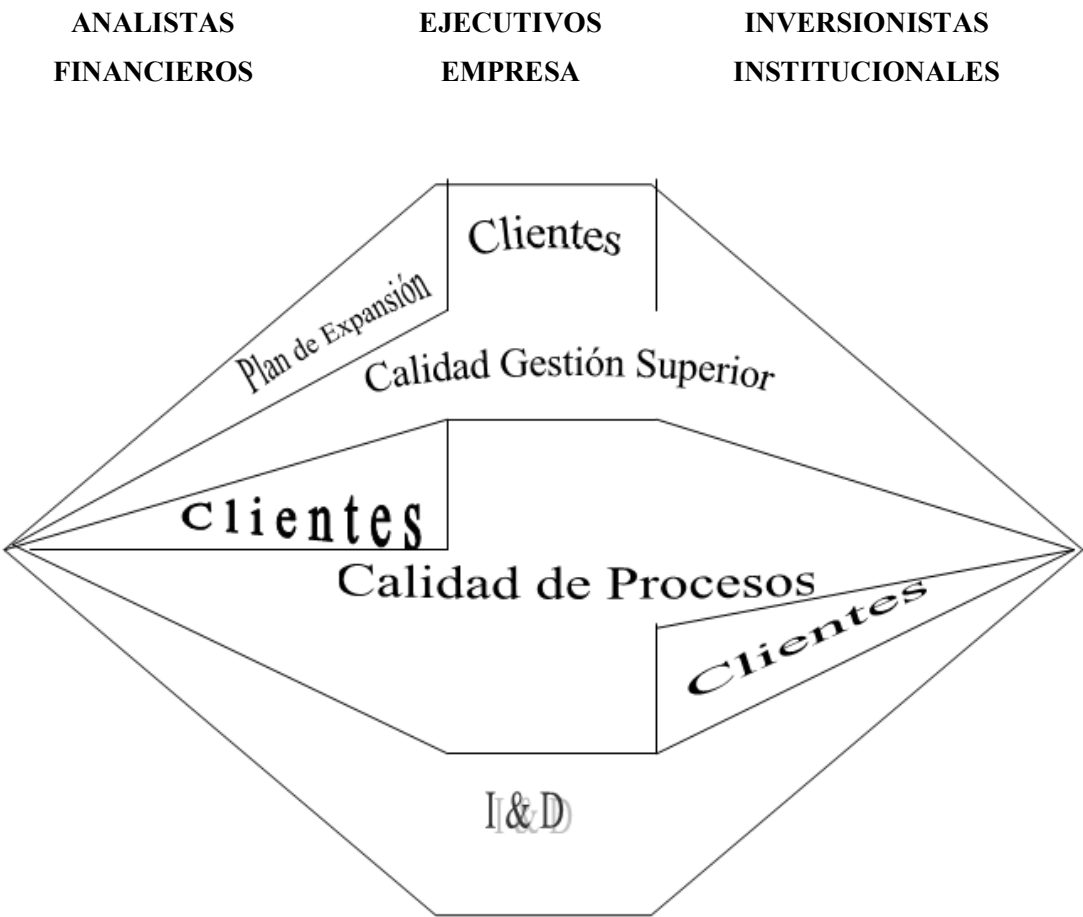 ANALISTAS EJECUTIVOS INVERSIONISTAS
FINANCIEROS EMPRESA INSTITUCIONALES
Clientes
Plan de Expansión
Calidad Gestión Superior
Clientes
Calidad de Procesos
Clientes
I & D